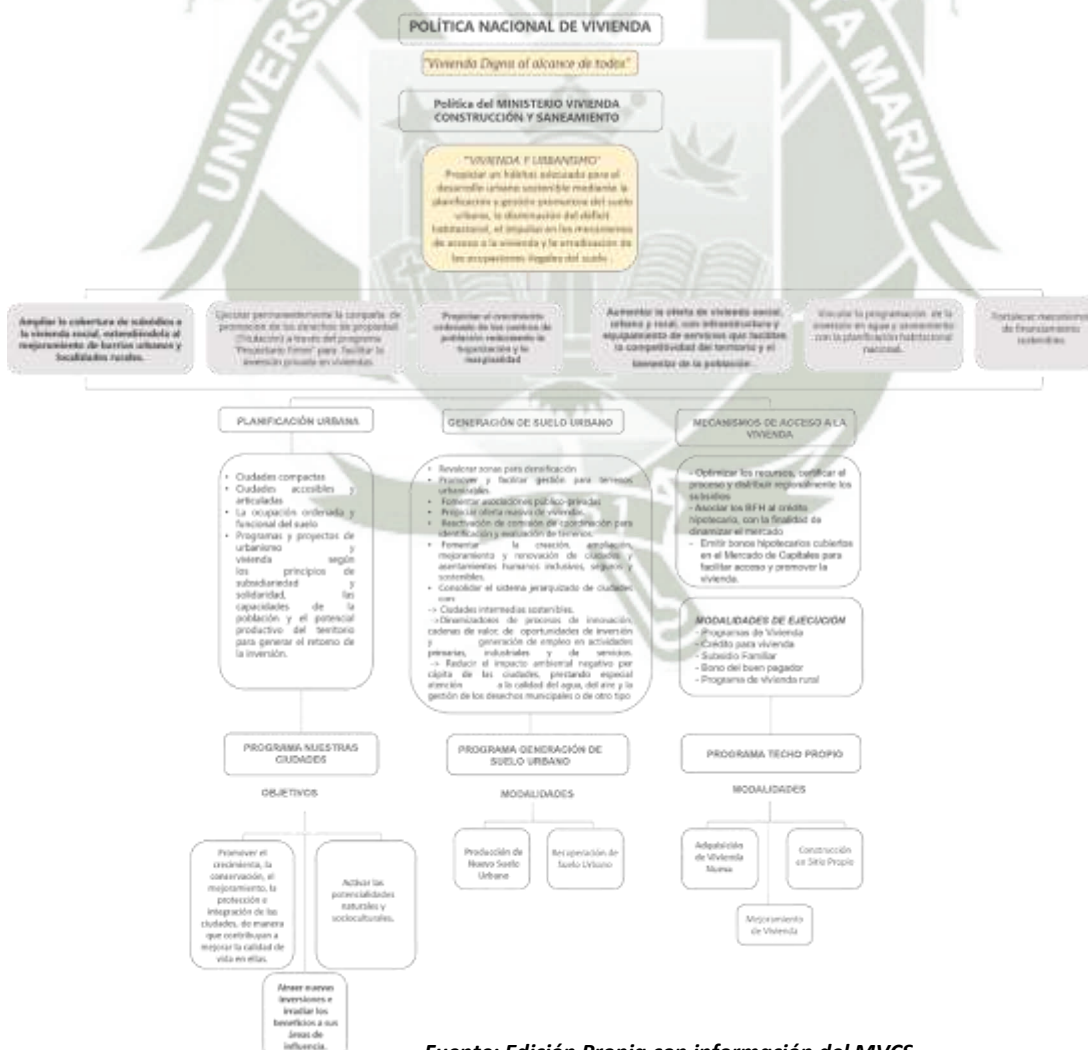 UNIVERS
TA MARIA
POLÍTICA NACIONAL DE VIVIENDA
"Vivienda Digna al alcance de todos"
Política del MINISTERIO VIVIENDA
CONSTRUCCIÓN Y SANEAMIENTO
"VIVIENDA Y URBANISMO"
Propiciar un hábitat adecuado para el
desarrollo urbano sostenible mediante la
planificación y gestión del suelo
urbano, la disminución del déficit
habitacional, el impulso en los mecanismos
de acceso a la vivienda y la erradicación de
las ocupaciones ilegales del suelo
Ampliar la cobertura de subsidios a
la vivienda social, extendiéndola al
mejoramiento de barrios urbanos y
localidades rurales.
Ejecutar permanentemente la campaña de
promoción de los derechos de propiedad
(Titulación) a través del programa
"Propietario Firme" para facilitar la
inversión privada en viviendas.
Propiciar el crecimiento
ordenado de los centros de
población reduciendo la
tugurización y la
marginalidad
Aumentar la oferta de vivienda social,
urbana y rural, con infraestructura y
equipamiento de servicios que faciliten
la competitividad del territorio y el
bienestar de la población
Vincular la programación de la
inversión en agua y saneamiento
con la planificación habitacional
nacional.
Fortalecer mecanismos
de financiamiento
sostenibles
PLANIFICACIÓN URBANA
GENERACIÓN DE SUELO URBANO
MECANISMOS DE ACCESO A LA
VIVIENDA
• Ciudades compactas
• Ciudades accesibles y
articuladas
• La ocupación ordenada y
funcional del suelo
• Programas y proyectos de
urbanismo y
vivienda según
los principios de
subsidiariedad y
solidaridad, las
capacidades de la
población y el potencial
productivo del territorio
para generar el retorno de
la inversión.
• Revalorar zonas para densificación
• Promover y facilitar gestión para terrenos
urbanizables.
• Fomentar asociaciones público-privadas
• Propiciar oferta masiva de viviendas.
• Reactivación de comisión de coordinación para
identificación y evaluación de terrenos.
• Fomentar la creación, ampliación,
mejoramiento y renovación de ciudades y
asentamientos humanos inclusivos, seguros y
sostenibles.
• Consolidar el sistema jerarquizado de ciudades
como
-> Ciudades intermedias sostenibles.
->Dinamizadores de procesos de innovación,
cadenas de valor, de oportunidades de inversión
y generación de empleo en actividades
primarias, industriales y de servicios.
-> Reducir el impacto ambiental negativo per
cápita de las ciudades, prestando especial
atención a la calidad del agua, del aire y la
gestión de los desechos municipales o de otro tipo
- Optimizar los recursos, certificar el
proceso y distribuir regionalmente los
subsidios
- Asociar los BFH al crédito
hipotecario, con la finalidad de
dinamizar el mercado
- Emitir bonos hipotecarios cubiertos
en el Mercado de Capitales para
facilitar acceso y promover la
vivienda.
MODALIDADES DE EJECUCIÓN
- Programas de Vivienda
- Crédito para vivienda
- Subsidio Familiar
- Bono del buen pagador
- Programa de vivienda rural
PROGRAMA NUESTRAS
CIUDADES
PROGRAMA GENERACIÓN DE
SUELO URBANO
PROGRAMA TECHO PROPIO
OBJETIVOS
MODALIDADES
MODALIDADES
Promover el
crecimiento, la
conservación, el
mejoramiento, la
protección e
integración de las
ciudades, de manera
que contribuyan a
mejorar la calidad de
vida en ellas.
Activar las
potencialidades
naturales y
socioculturales.
Atraer nuevas
inversiones e
irradiar los
beneficios a sus
áreas de
influencia.
Producción de
Nuevo Suelo
Urbano
Recuperación de
Suelo Urbano
Adquisición
de Vivienda
Nueva
Construcción
en Sitio Propio
Mejoramiento
de Vivienda
Fuente: Edición Propia con información del MVCS